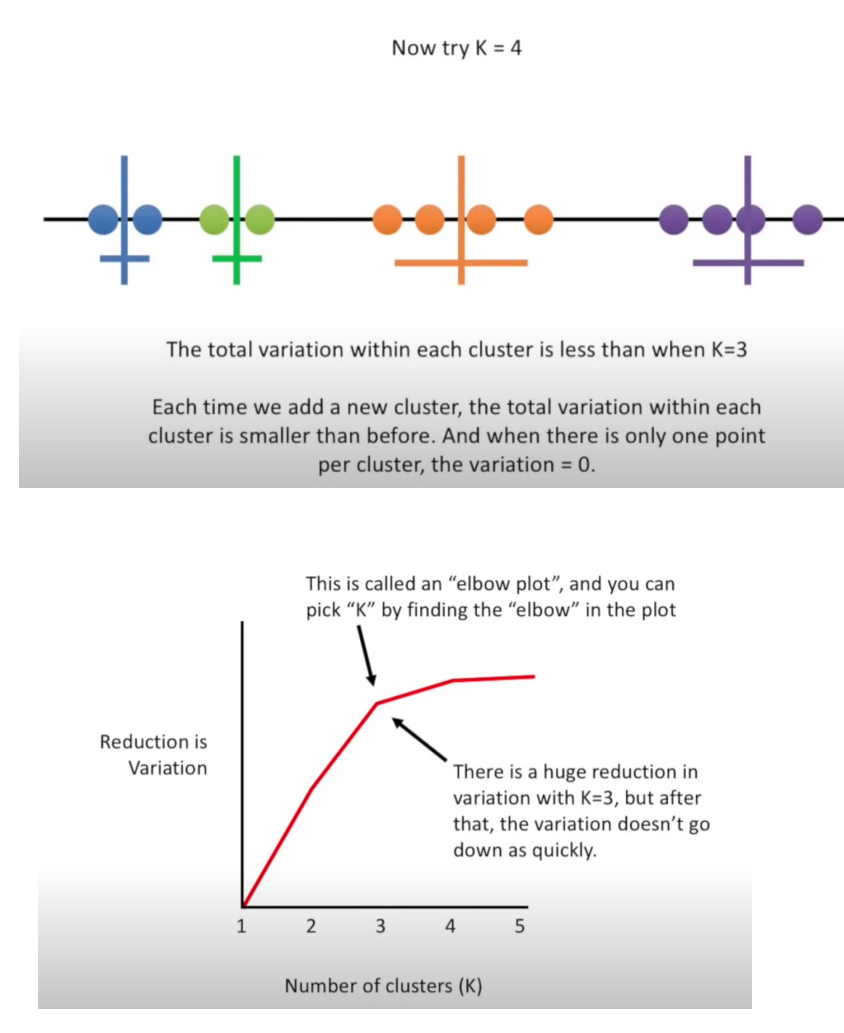 Now try K = 4
The total variation within each cluster is less than when K=3
Each time we add a new cluster, the total variation within each
cluster is smaller than before. And when there is only one point
per cluster, the variation = 0.
This is called an “elbow plot”, and you can
pick “K” by finding the “elbow” in the plot
Reduction is
Variation
There is a huge reduction in
variation with K=3, but after
that, the variation doesn’t go
down as quickly.
1 2 3 4 5
Number of clusters (K)